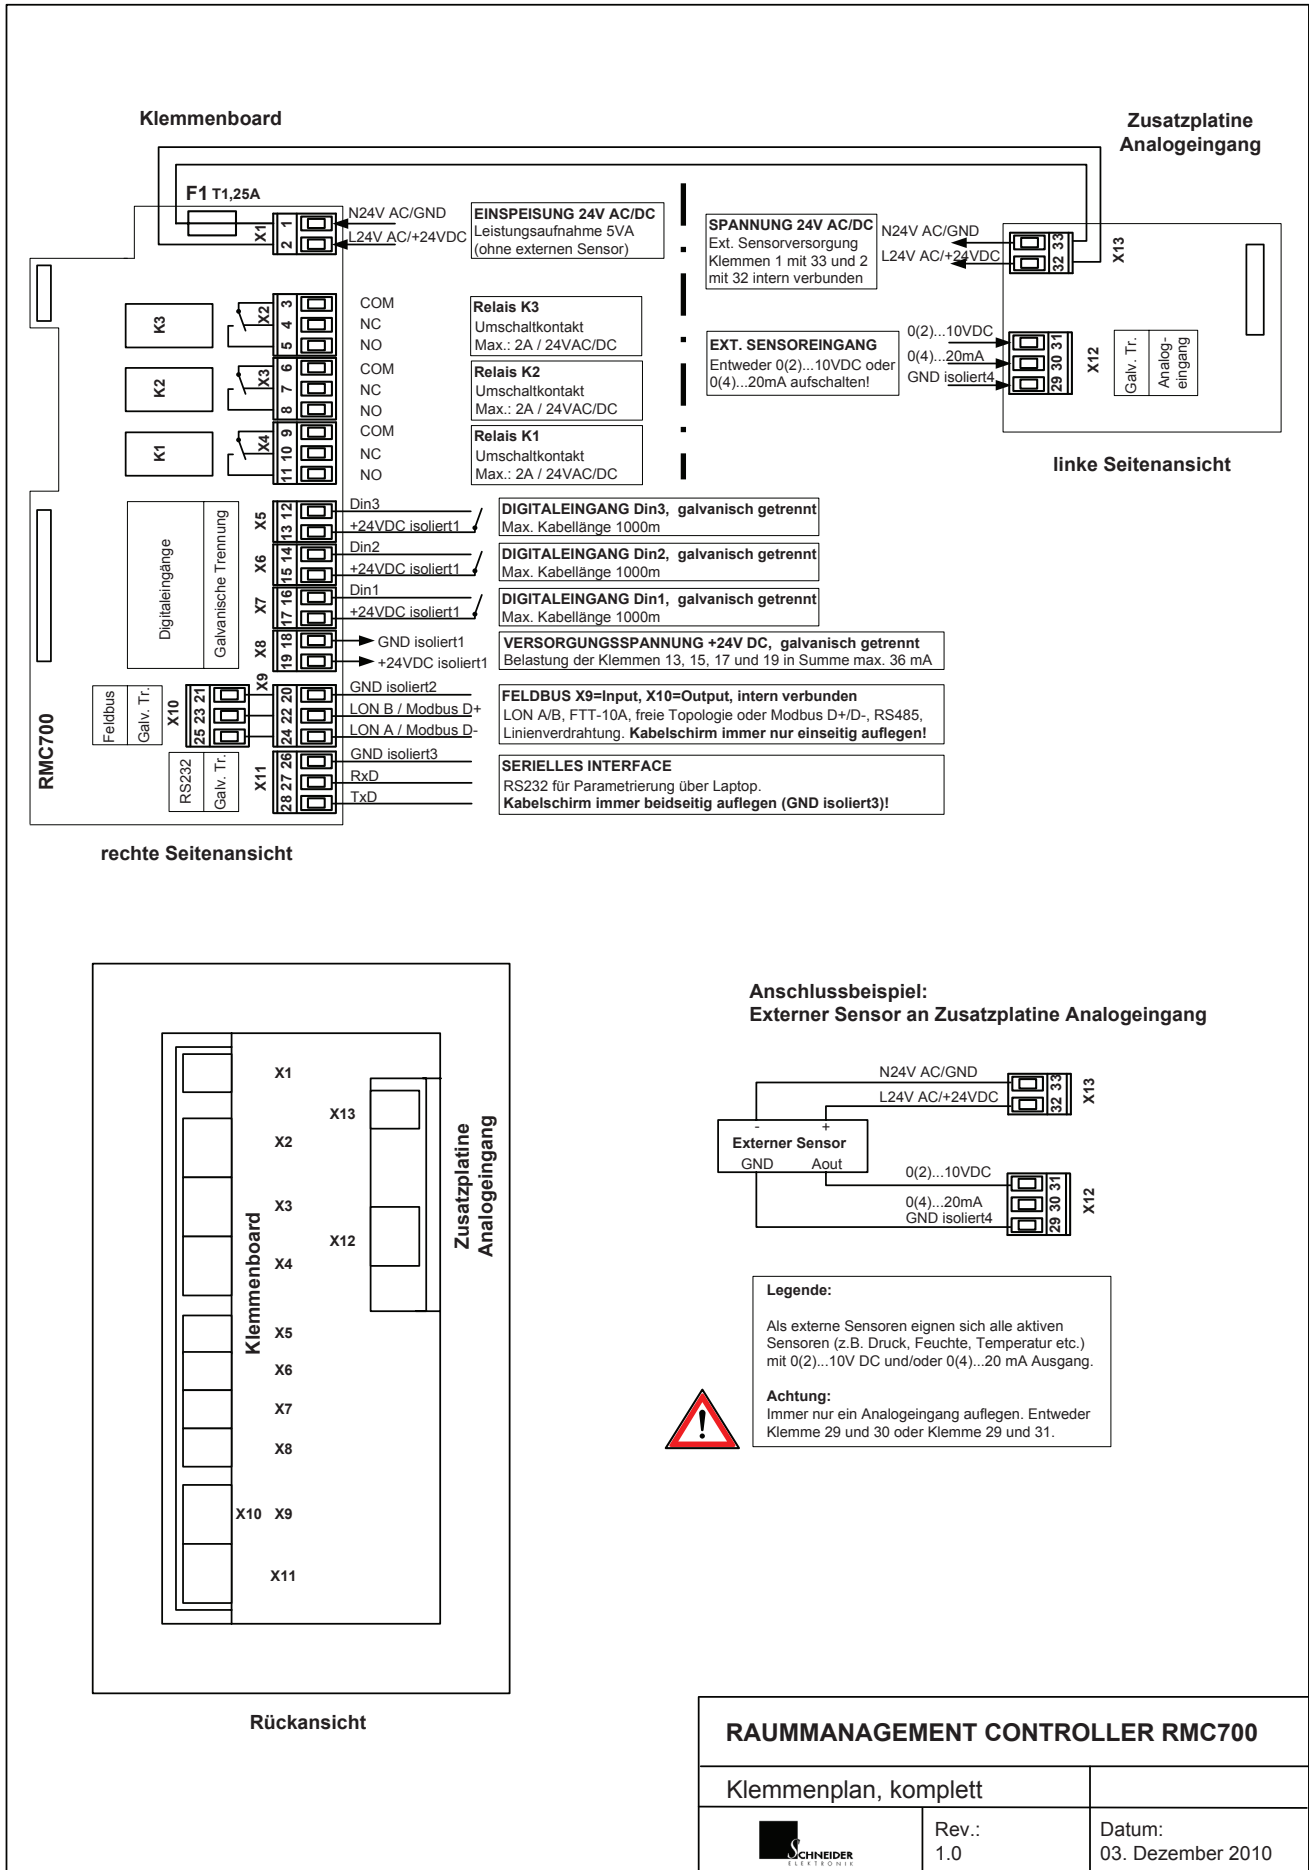 Klemmenboard
Zusatzplatine
Analogeingang
F1 T1,25A
X1
1
2
N24V AC/GND
L24V AC/+24VDC
EINSPEISUNG 24V AC/DC
Leistungsaufnahme 5VA
(ohne externen Sensor)
SPANNUNG 24V AC/DC
Ext. Sensorversorgung
Klemmen 1 mit 33 und 2
mit 32 intern verbunden
N24V AC/GND
L24V AC/+24VDC
33
32
X13
K3
X2
3
4
5
COM
NC
NO
Relais K3
Umschaltkontakt
Max.: 2A / 24VAC/DC
EXT. SENSOREINGANG
Entweder 0(2)...10VDC oder
0(4)...20mA aufschalten!
0(2)...10VDC
0(4)...20mA
GND isoliert4
31
30
29
X12
Galv. Tr.
Analog-
eingang
K2
X3
6
7
8
COM
NC
NO
Relais K2
Umschaltkontakt
Max.: 2A / 24VAC/DC
K1
X4
9
10
11
COM
NC
NO
Relais K1
Umschaltkontakt
Max.: 2A / 24VAC/DC
linke Seitenansicht
Digitaleingänge
Galvanische Trennung
X5
12
13
Din3
+24VDC isoliert1
DIGITALEINGANG Din3, galvanisch getrennt
Max. Kabellänge 1000m
X6
14
15
Din2
+24VDC isoliert1
DIGITALEINGANG Din2, galvanisch getrennt
Max. Kabellänge 1000m
X7
16
17
Din1
+24VDC isoliert1
DIGITALEINGANG Din1, galvanisch getrennt
Max. Kabellänge 1000m
X8
18
19
GND isoliert1
+24VDC isoliert1
VERSORGUNGSSPANNUNG +24V DC, galvanisch getrennt
Belastung der Klemmen 13, 15, 17 und 19 in Summe max. 36 mA
RMC700
Feldbus
Galv. Tr.
X10
21
23
25
X9
20
22
24
GND isoliert2
LON B / Modbus D+
LON A / Modbus D-
FELDBUS X9=Input, X10=Output, intern verbunden
LON A/B, FTT-10A, freie Topologie oder Modbus D+/D-, RS485,
Linienverdrahtung. Kabelschirm immer nur einseitig auflegen!
RS232
Galv. Tr.
X11
26
27
28
GND isoliert3
RxD
TxD
SERIELLES INTERFACE
RS232 für Parametrierung über Laptop.
Kabelschirm immer beidseitig auflegen (GND isoliert3)!
rechte Seitenansicht
X1
X2
X3
X4
X5
X6
X7
X8
X10 X9
X11
Klemmenboard
X13
X12
Zusatzplatine
Analogeingang
Rückansicht
Anschlussbeispiel:
Externer Sensor an Zusatzplatine Analogeingang
N24V AC/GND
L24V AC/+24VDC
33
32
X13
- +
Externer Sensor
GND Aout
0(2)...10VDC
0(4)...20mA
GND isoliert4
31
30
29
X12
Legende:
Als externe Sensoren eignen sich alle aktiven
Sensoren (z.B. Druck, Feuchte, Temperatur etc.)
mit 0(2)...10V DC und/oder 0(4)...20 mA Ausgang.
Achtung:
Immer nur ein Analogeingang auflegen. Entweder
Klemme 29 und 30 oder Klemme 29 und 31.
!
RAUMMANAGEMENT CONTROLLER RMC700
Klemmenplan, komplett
SCHNEIDER
ELEKTRONIK
Rev.:
1.0
Datum:
03. Dezember 2010